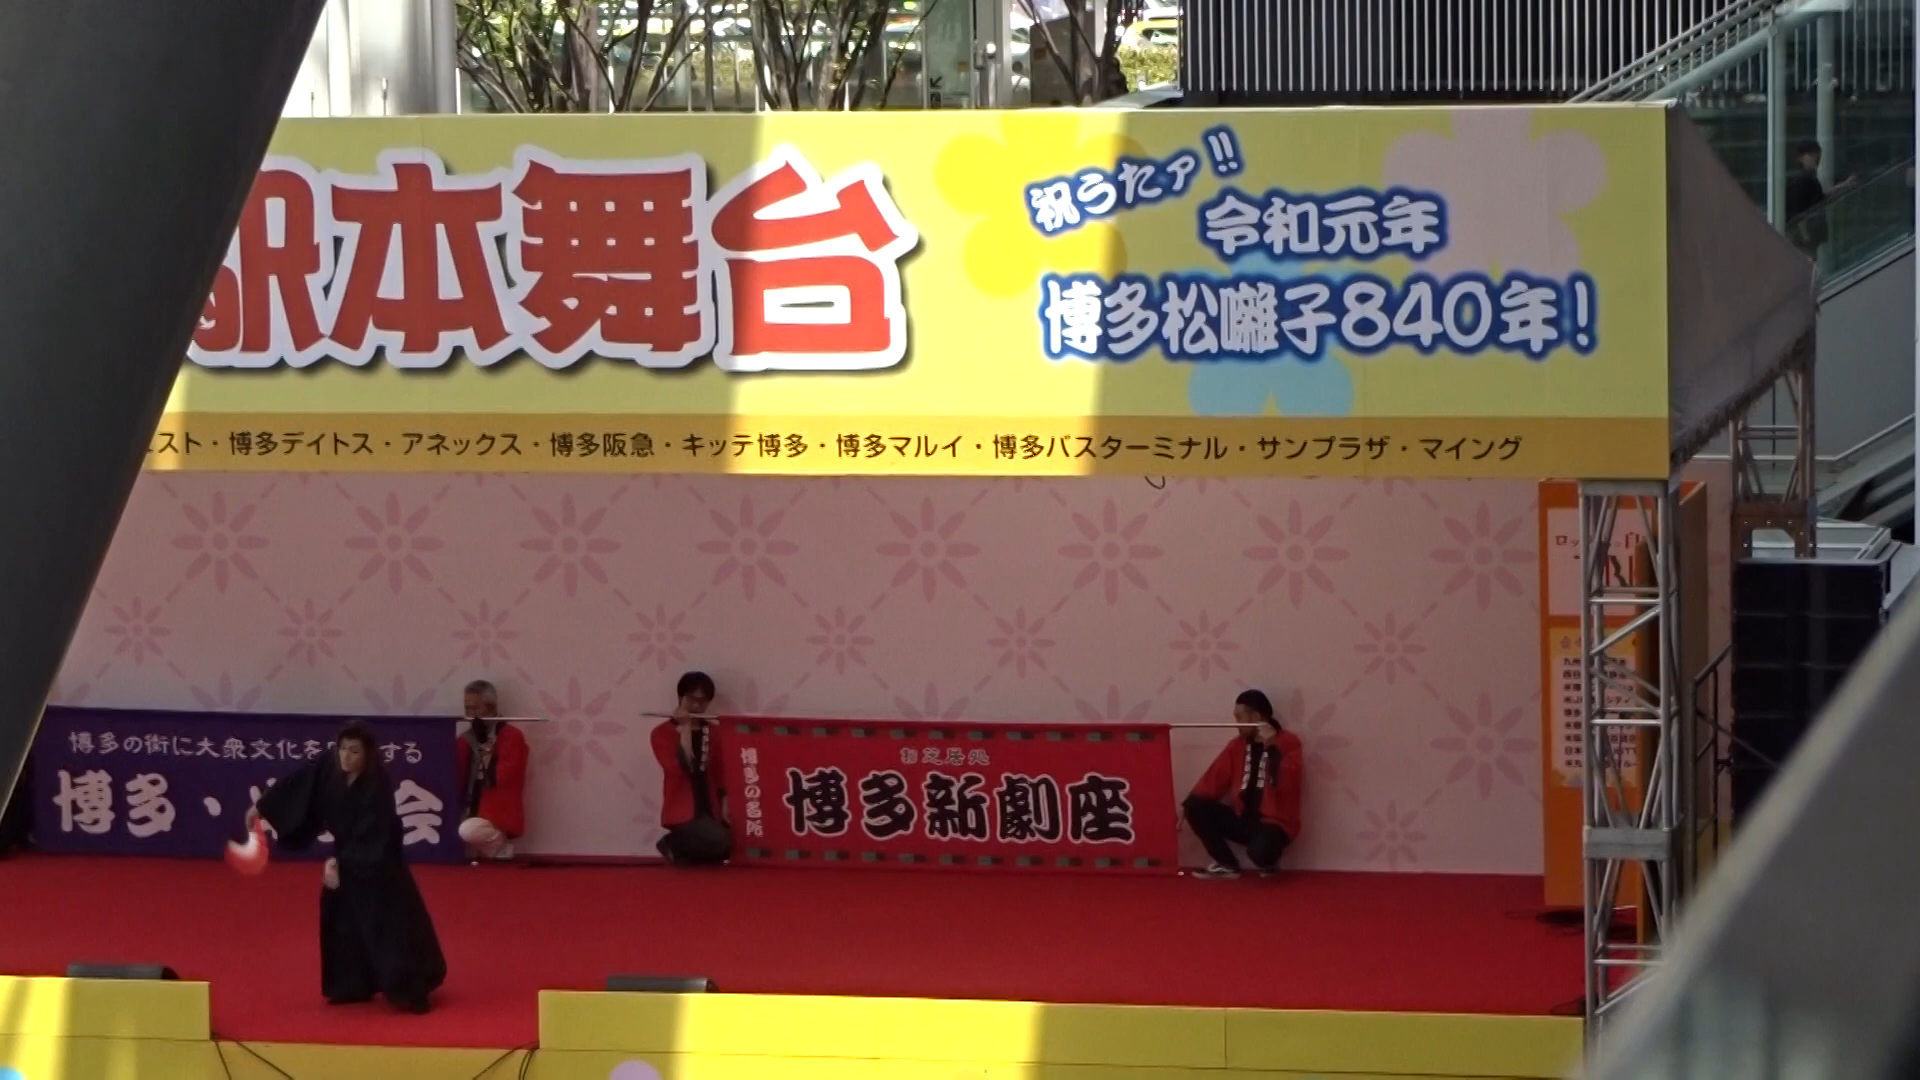 駅本舞台
祝うたァ!!
令和元年
博多松囃子840年!
スト・博多デイトス・アネックス・博多阪急・キッテ博多・博多マルイ・博多バスターミナル・サンプラザ・マイング
博多の街に大衆文化を する
博多・ 会
博多の名所
お芝居処
博多新劇座